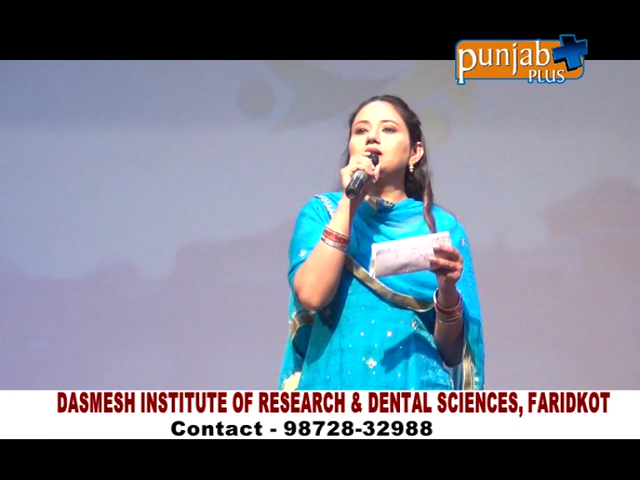 punjab
PLUS
DASMESH INSTITUTE OF RESEARCH & DENTAL SCIENCES, FARIDKOT
Contact - 98728-32988